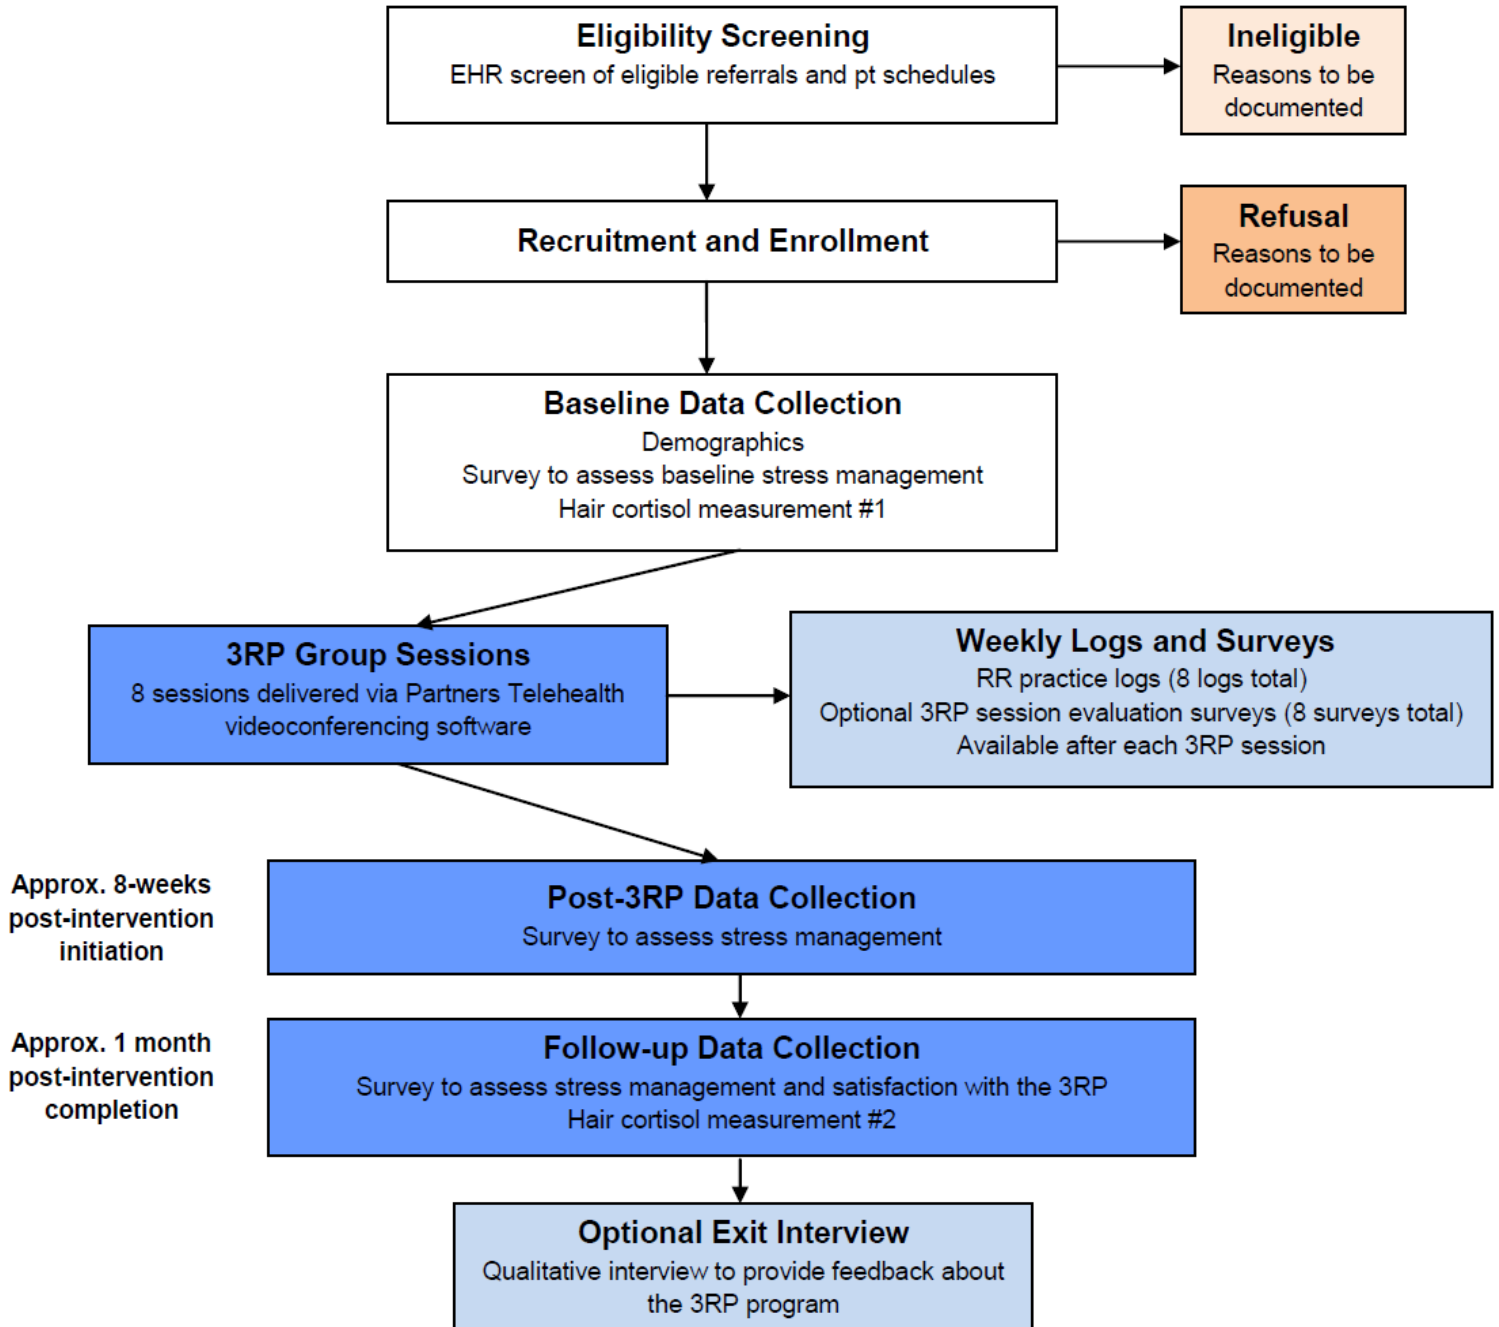 Eligibility Screening
EHR screen of eligible referrals and pt schedules
Ineligible
Reasons to be
documented
Recruitment and Enrollment
Refusal
Reasons to be
documented
Baseline Data Collection
Demographics
Survey to assess baseline stress management
Hair cortisol measurement #1
3RP Group Sessions
8 sessions delivered via Partners Telehealth
videoconferencing software
Weekly Logs and Surveys
RR practice logs (8 logs total)
Optional 3RP session evaluation surveys (8 surveys total)
Available after each 3RP session
Approx. 8-weeks
post-intervention
initiation
Post-3RP Data Collection
Survey to assess stress management
Approx. 1 month
post-intervention
completion
Follow-up Data Collection
Survey to assess stress management and satisfaction with the 3RP
Hair cortisol measurement #2
Optional Exit Interview
Qualitative interview to provide feedback about
the 3RP program